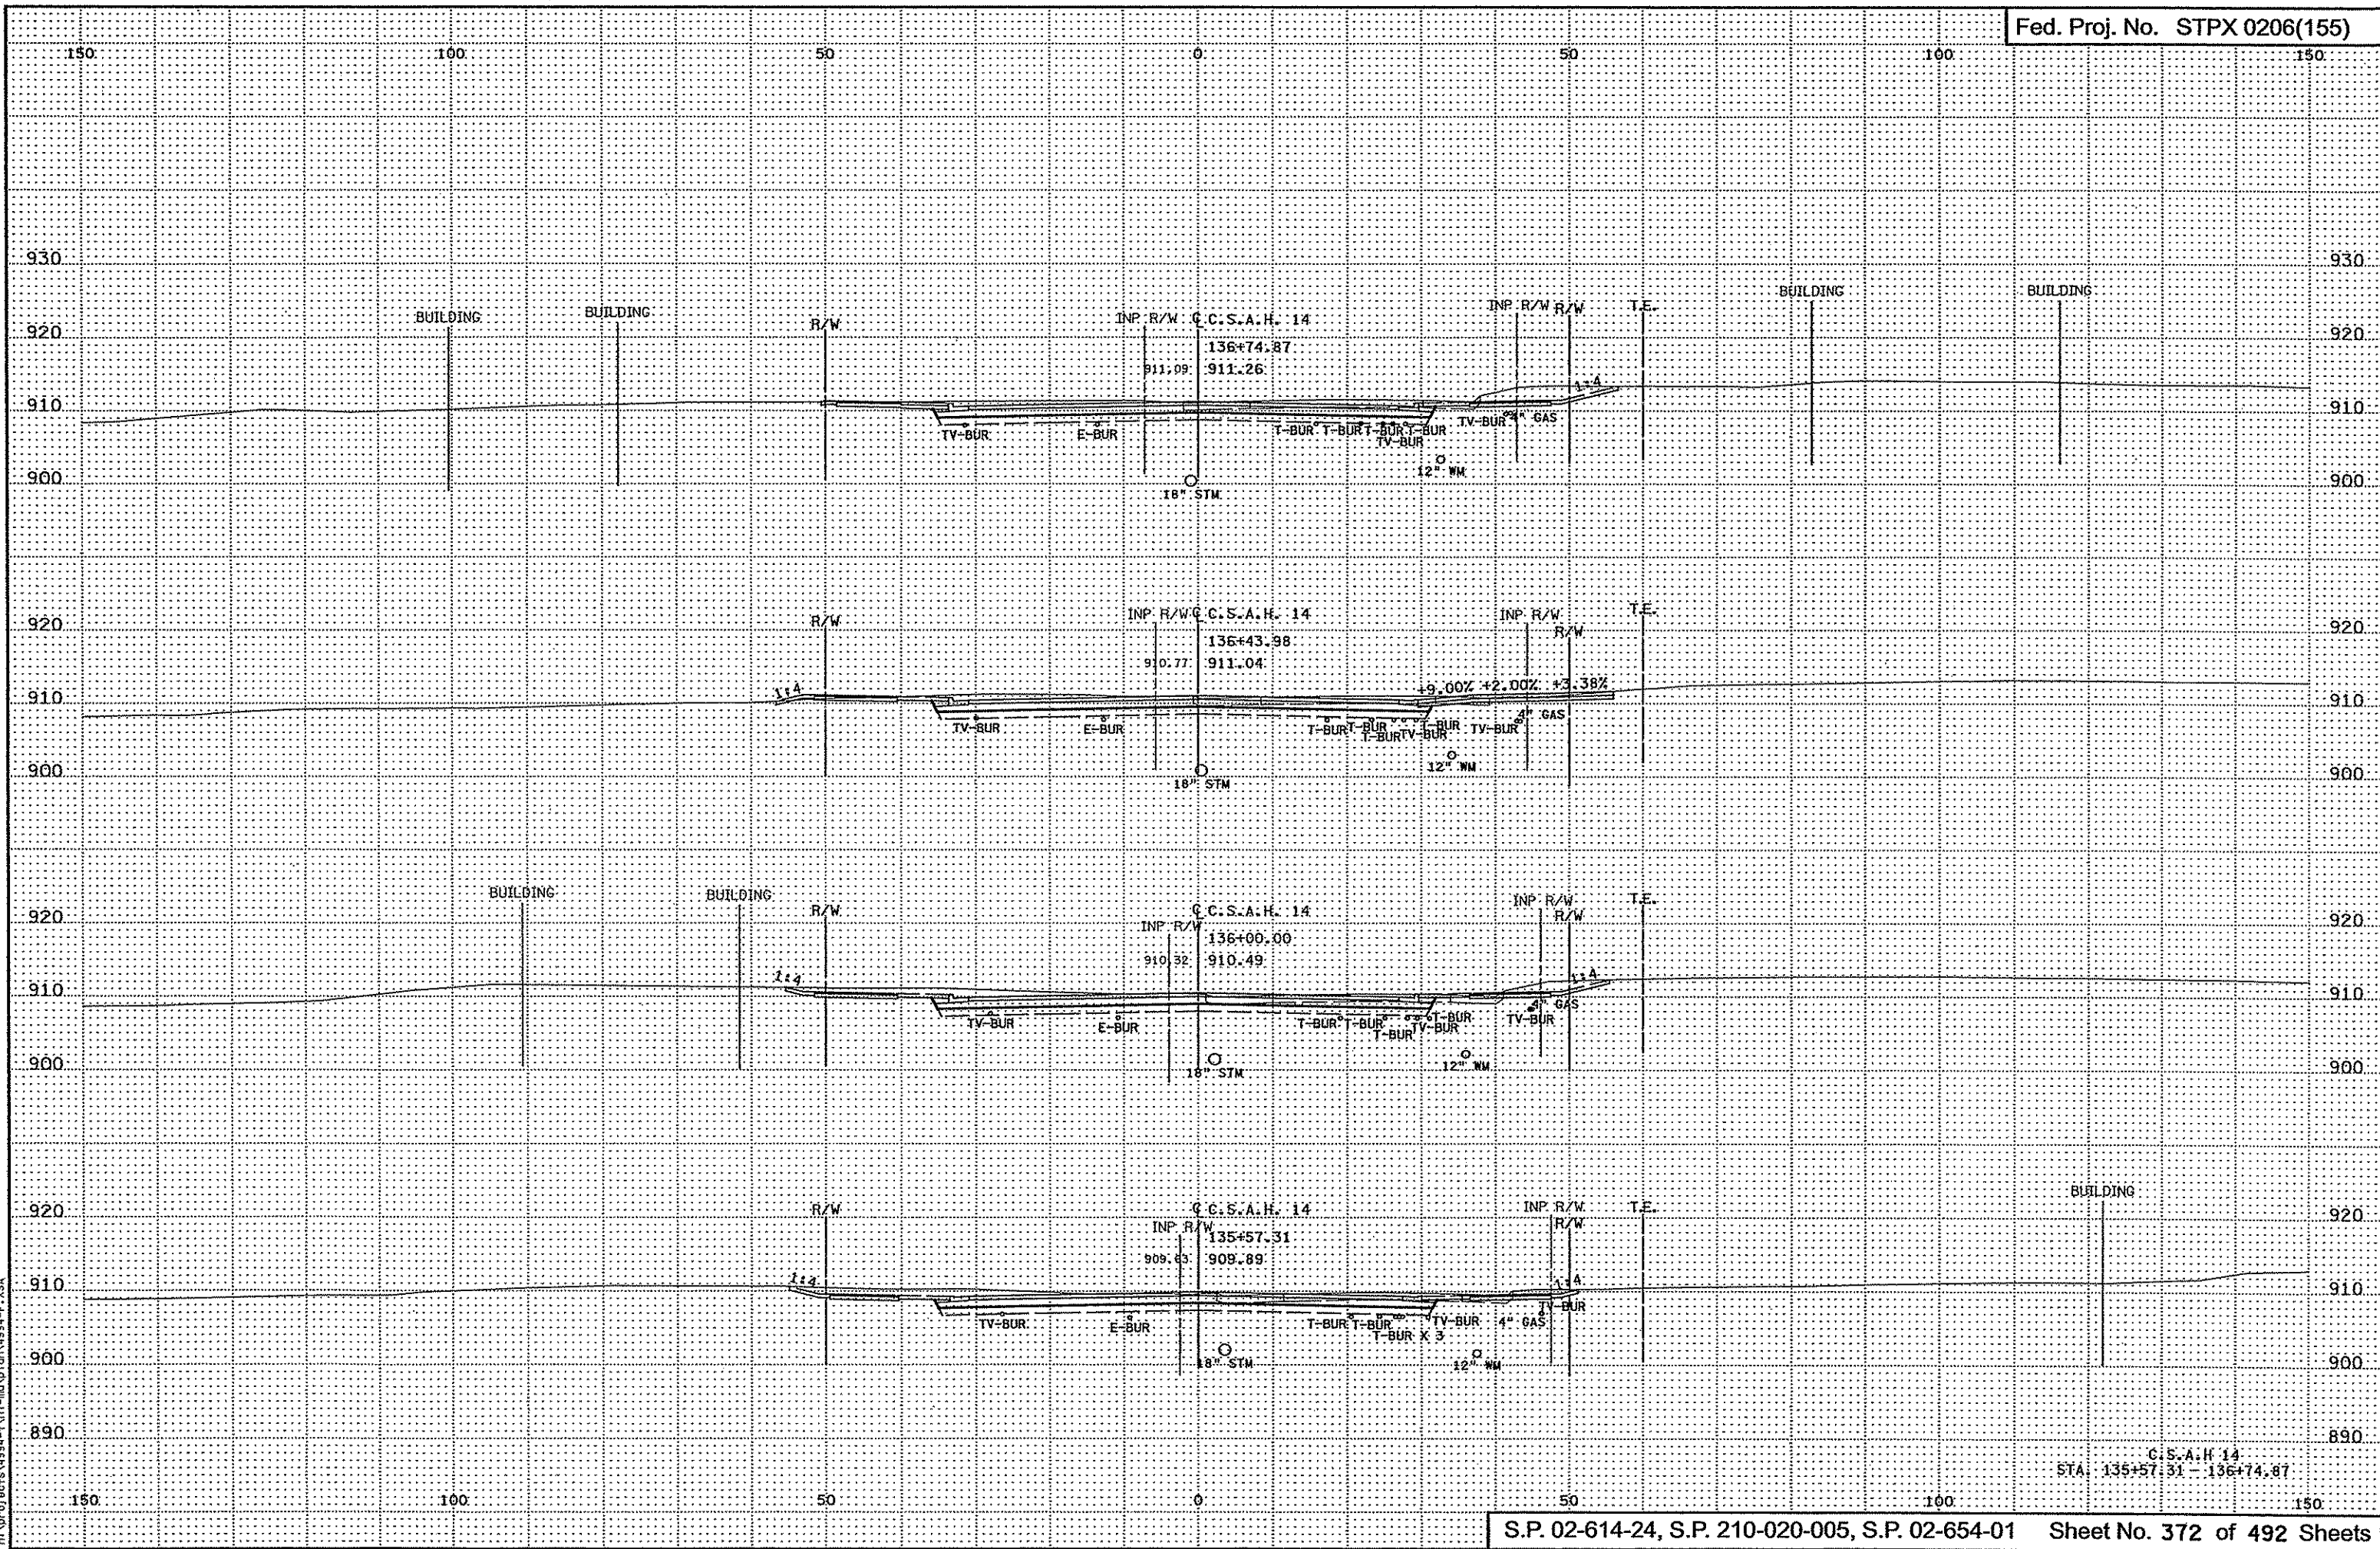 Fed. Proj. No. STPX 0206(155)
150 100 50 0 50 100 150
930 930
BUILDING BUILDING R/W INP R/W ℄ C.S.A.H. 14 INP R/W R/W T.E. BUILDING BUILDING
920 920
136+74.87
911.09 911.26
1:4
910 910
TV-BUR E-BUR T-BUR T-BUR T-BUR T-BUR TV-BUR 4" GAS
TV-BUR
12" WM
900 900
18" STM
INP R/W ℄ C.S.A.H. 14 INP R/W T.E.
920 R/W R/W 920
136+43.98
910.77 911.04
1:4 +9.00% +2.00% +3.38%
910 910
4" GAS
TV-BUR E-BUR T-BUR T-BUR T-BUR TV-BUR
T-BUR TV-BUR
12" WM
900 900
18" STM
BUILDING BUILDING R/W ℄ C.S.A.H. 14 INP R/W R/W T.E.
920 INP R/W 920
136+00.00
910.32 910.49
1:4 1:4
910 910
4" GAS
TV-BUR E-BUR T-BUR T-BUR T-BUR TV-BUR
T-BUR TV-BUR
12" WM
900 18" STM 900
BUILDING
920 R/W ℄ C.S.A.H. 14 INP R/W T.E. 920
INP R/W R/W
135+57.31
909.63 909.89
1:4 1:4
910 910
TV-BUR
TV-BUR E-BUR T-BUR T-BUR TV-BUR 4" GAS
T-BUR X 3
900 18" STM 12" WM 900
890 890
C.S.A.H 14
STA. 135+57.31 - 136+74.87
150 100 50 0 50 100 150
S.P. 02-614-24, S.P. 210-020-005, S.P. 02-654-01 Sheet No. 372 of 492 Sheets